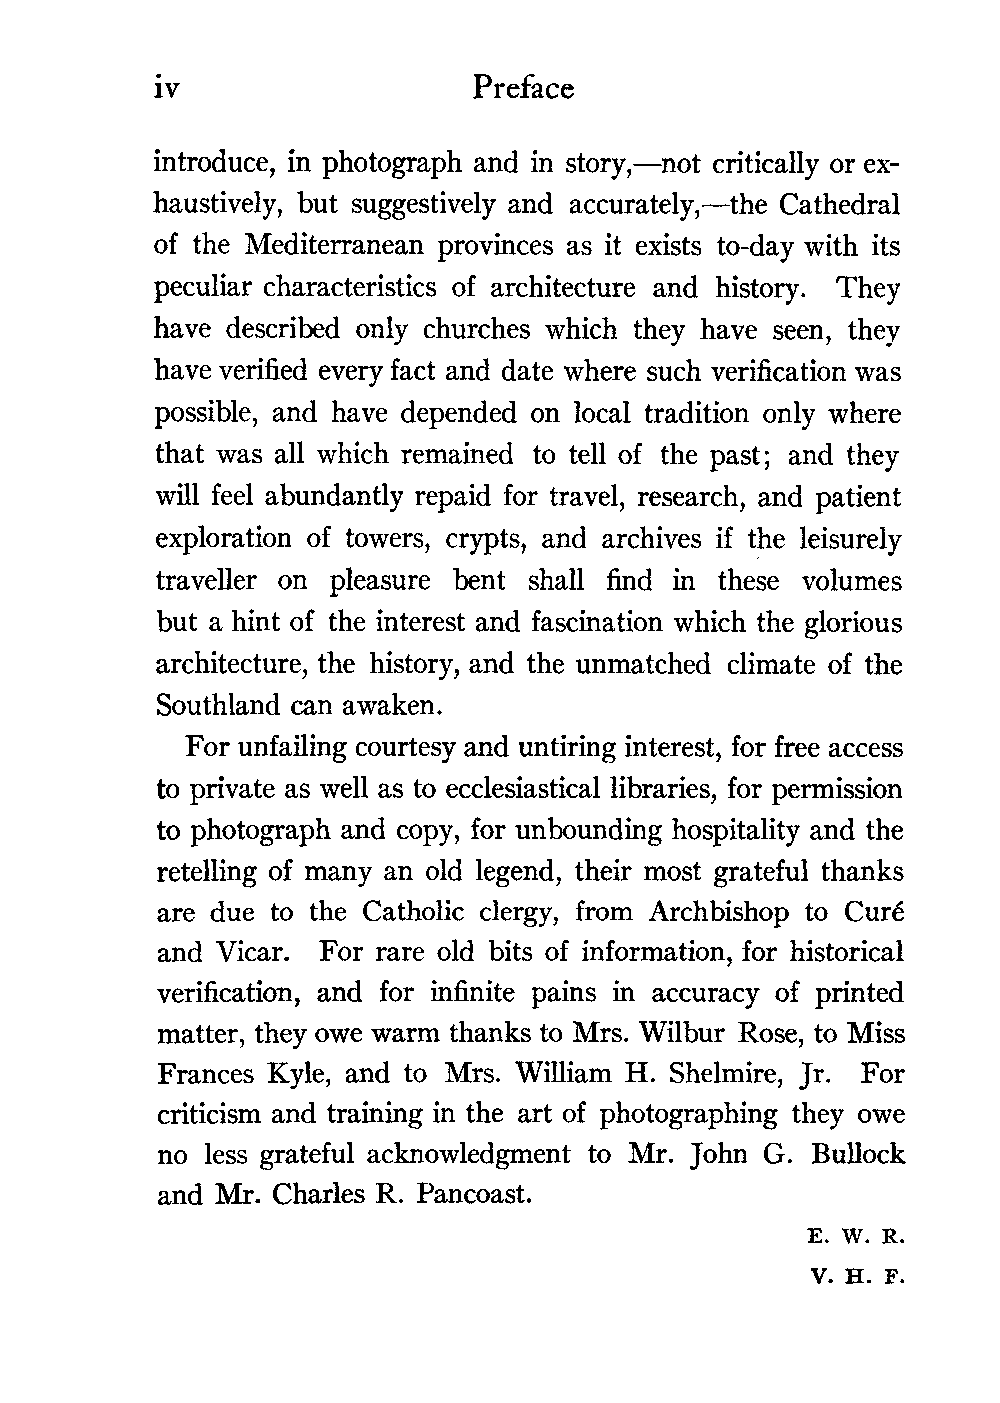 iv Preface
introduce, in photograph and in story,—not critically or ex-
haustively, but suggestively and accurately,—the Cathedral
of the Mediterranean provinces as it exists to-day with its
peculiar characteristics of architecture and history. They
have described only churches which they have seen, they
have verified every fact and date where such verification was
possible, and have depended on local tradition only where
that was all which remained to tell of the past; and they
will feel abundantly repaid for travel, research, and patient
exploration of towers, crypts, and archives if the leisurely
traveller on pleasure bent shall find in these volumes
but a hint of the interest and fascination which the glorious
architecture, the history, and the unmatched climate of the
Southland can awaken.
For unfailing courtesy and untiring interest, for free access
to private as well as to ecclesiastical libraries, for permission
to photograph and copy, for unbounding hospitality and the
retelling of many an old legend, their most grateful thanks
are due to the Catholic clergy, from Archbishop to Curé
and Vicar. For rare old bits of information, for historical
verification, and for infinite pains in accuracy of printed
matter, they owe warm thanks to Mrs. Wilbur Rose, to Miss
Frances Kyle, and to Mrs. William H. Shelmire, Jr. For
criticism and training in the art of photographing they owe
no less grateful acknowledgment to Mr. John G. Bullock
and Mr. Charles R. Pancoast.
E. W. R.
V. H. F.